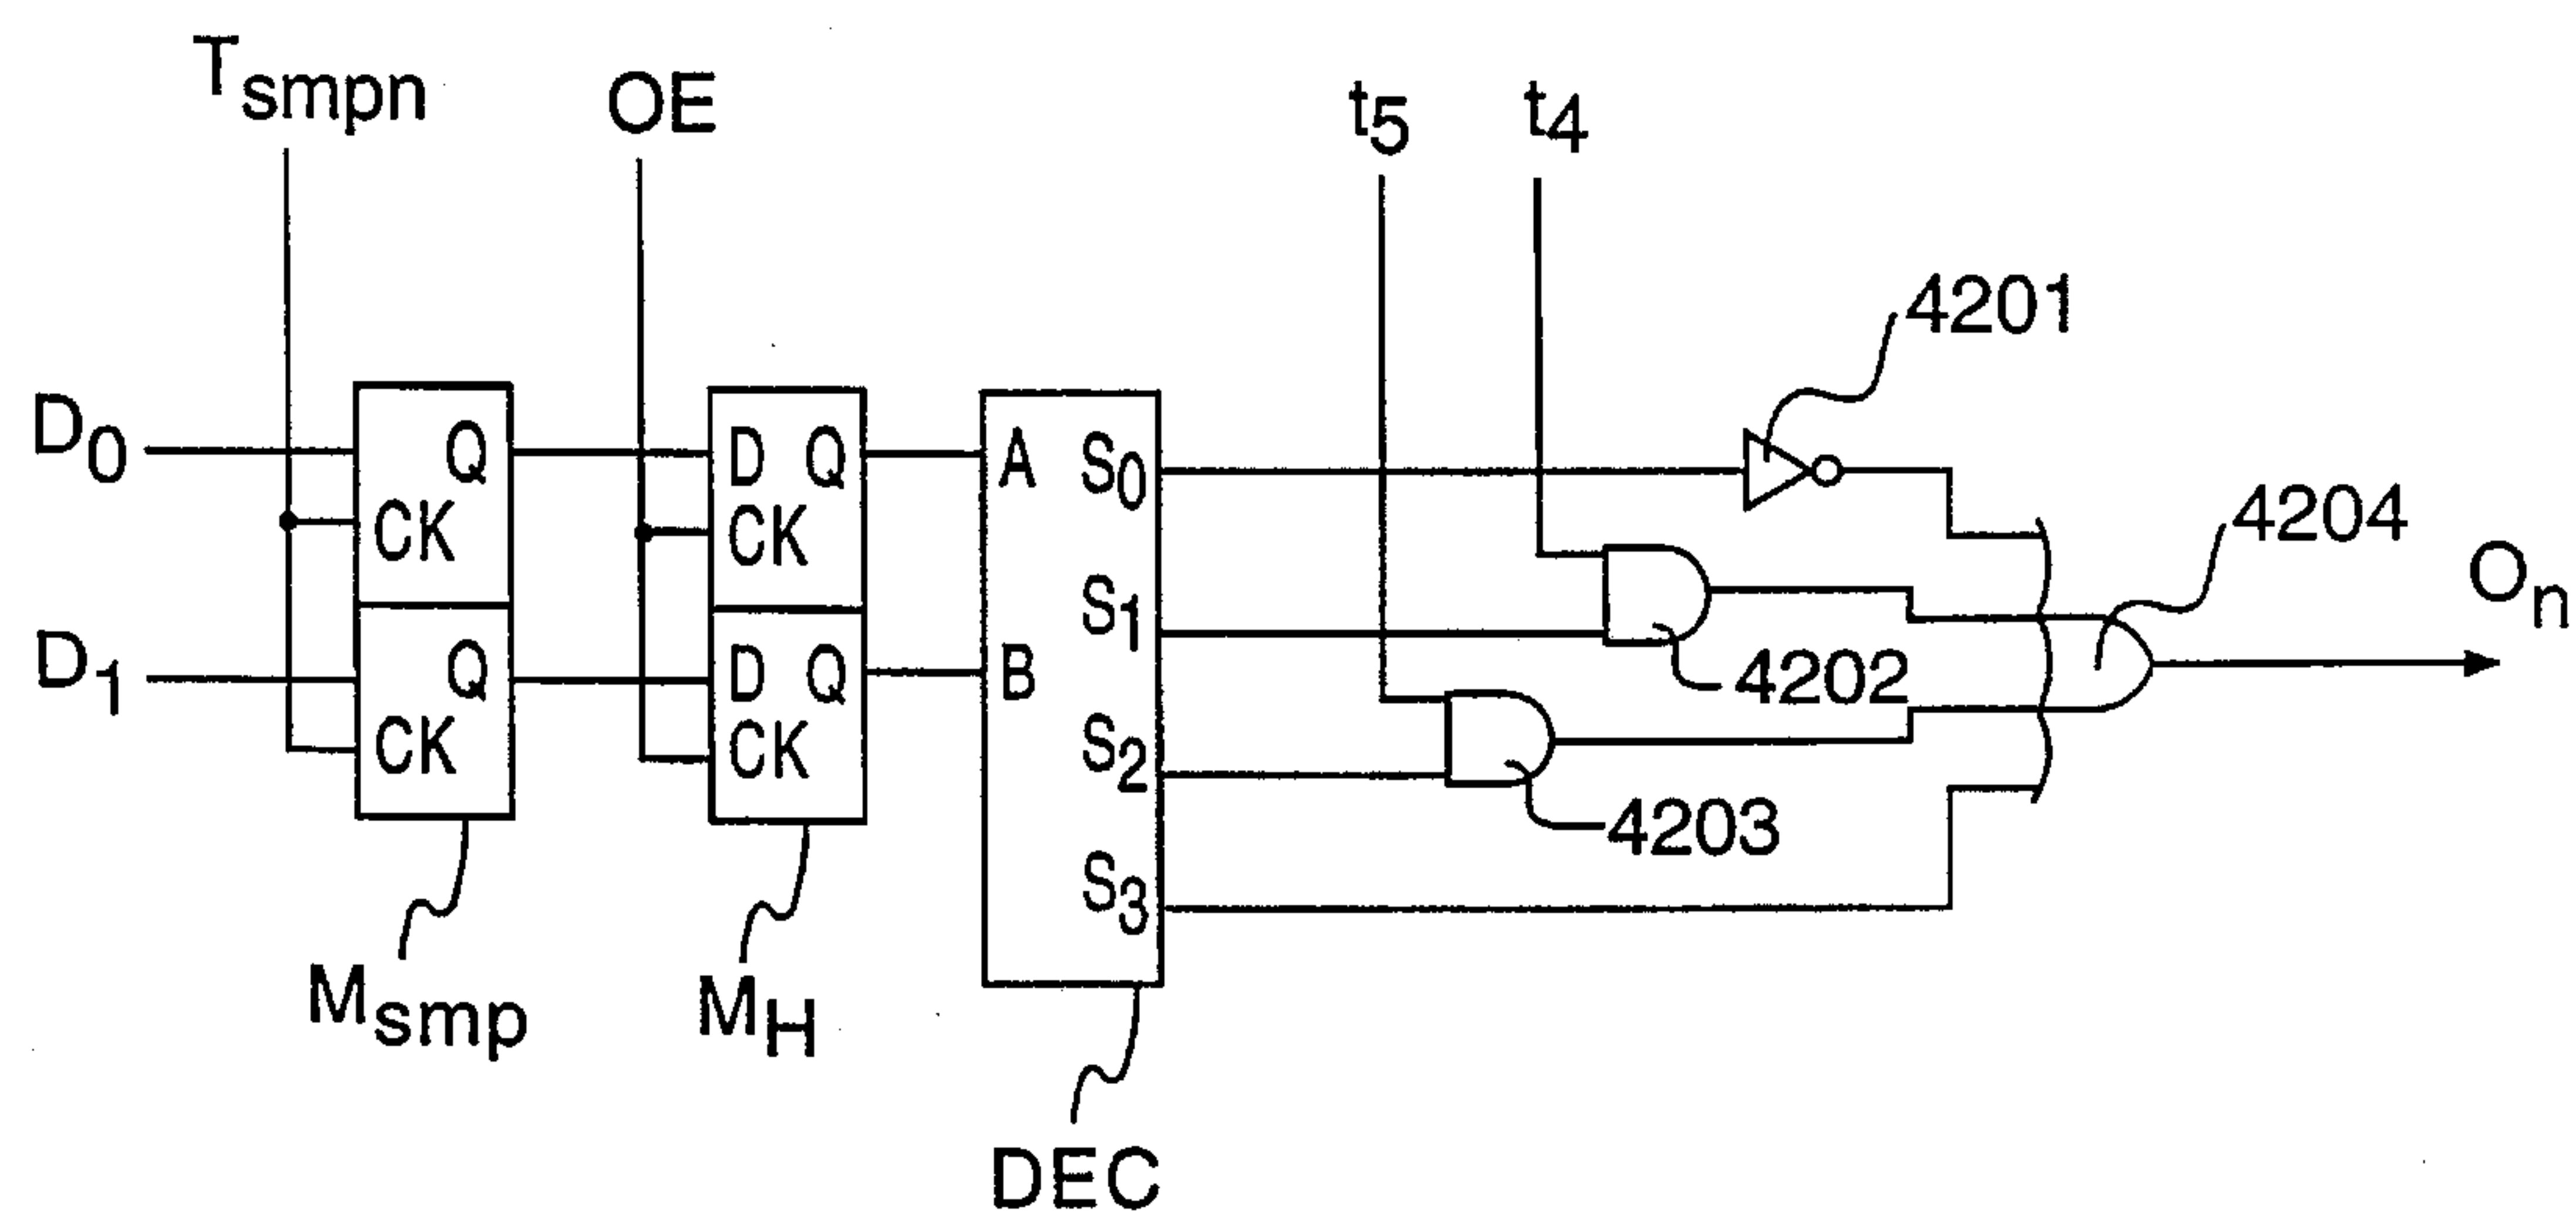 Tsmpn
OE
t5
t4
4201
D0
Q
CK
D Q
CK
A
S0
4204
On
S1
D1
Q
CK
D Q
CK
B
4202
S2
4203
S3
Msmp
MH
DEC